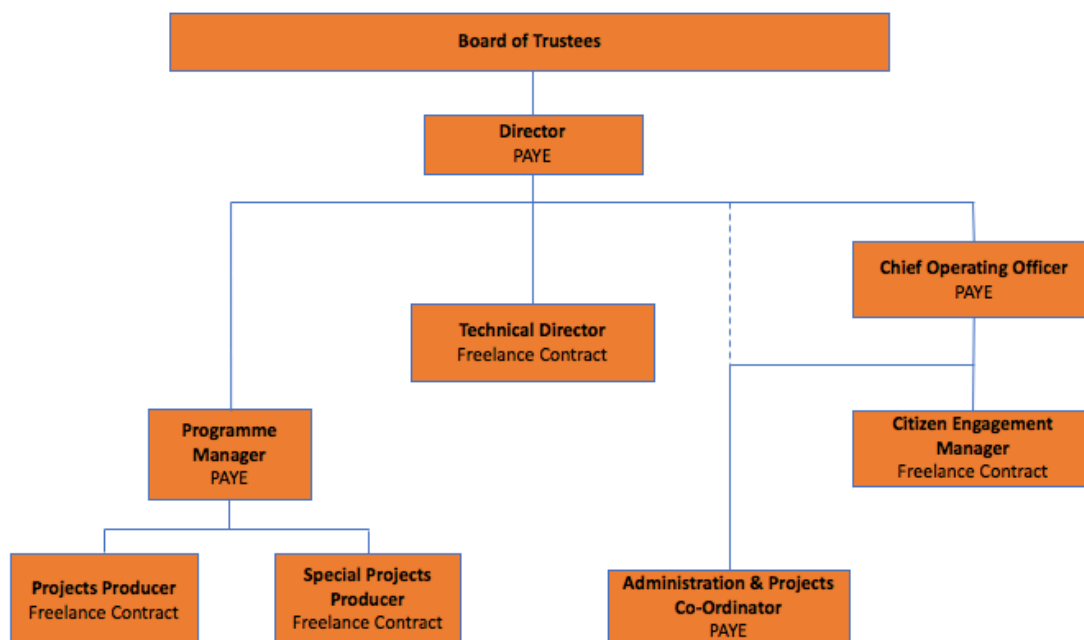 Board of Trustees
Director
PAYE
Chief Operating Officer
PAYE
Technical Director
Freelance Contract
Programme
Manager
PAYE
Citizen Engagement
Manager
Freelance Contract
Projects Producer
Freelance Contract
Special Projects
Producer
Freelance Contract
Administration & Projects
Co-Ordinator
PAYE